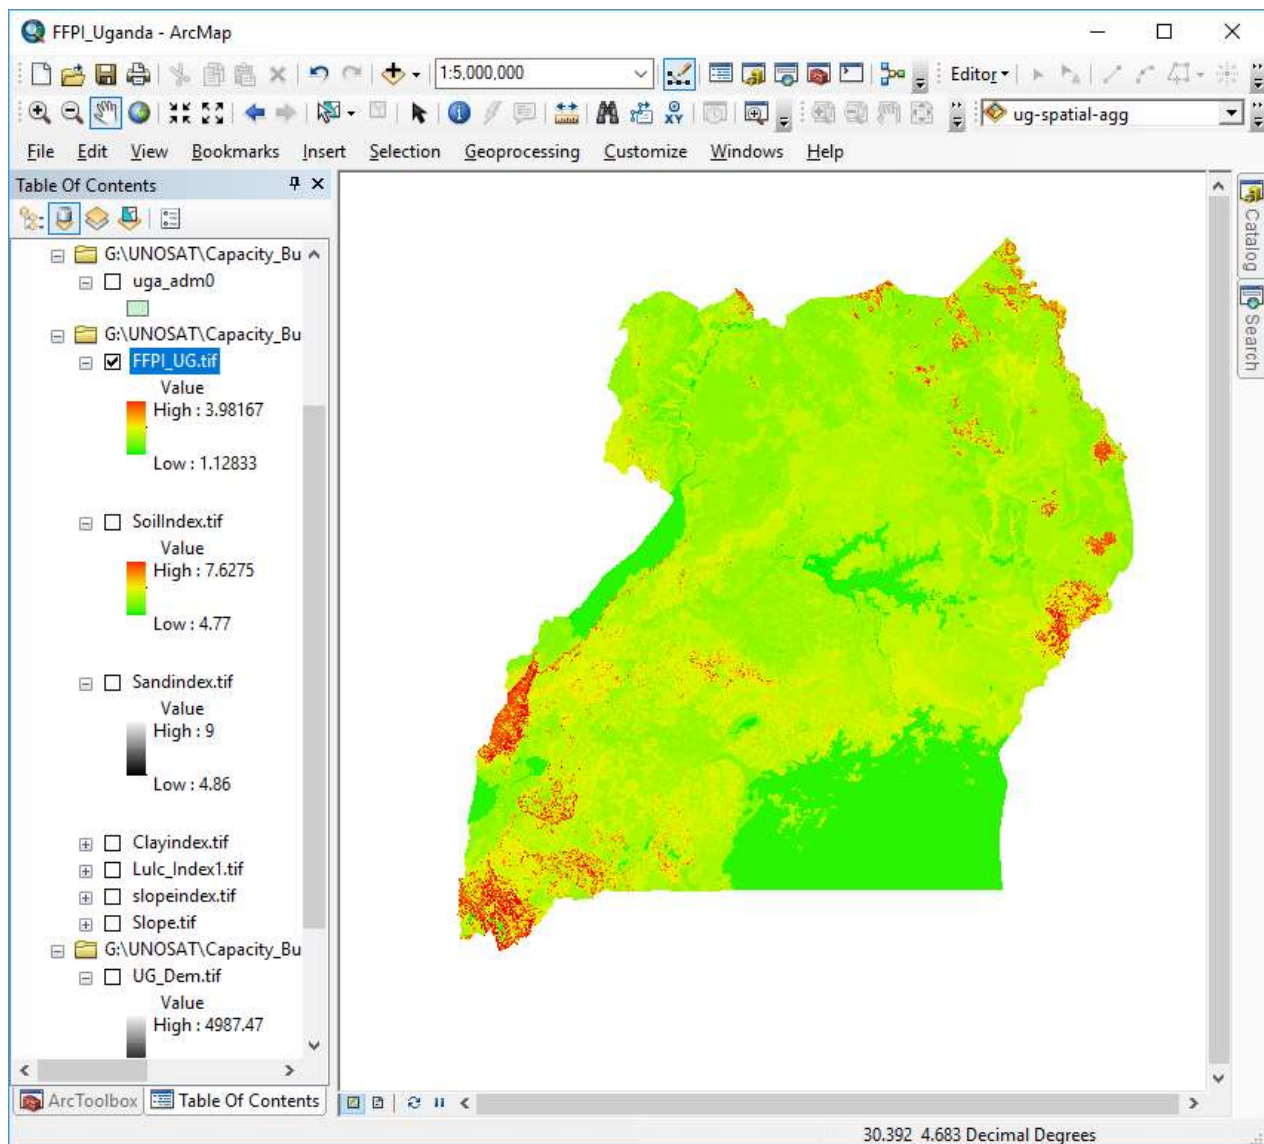 FFPI_Uganda - ArcMap
1:5,000,000 Editor
XY ug-spatial-agg
File Edit View Bookmarks Insert Selection Geoprocessing Customize Windows Help
Table Of Contents
G:\UNOSAT\Capacity_Bu
uga_adm0
G:\UNOSAT\Capacity_Bu
FFPI_UG.tif
Value
High : 3.98167
Low : 1.12833
SoilIndex.tif
Value
High : 7.6275
Low : 4.77
Sandindex.tif
Value
High : 9
Low : 4.86
Clayindex.tif
Lulc_Index1.tif
slopeindex.tif
Slope.tif
G:\UNOSAT\Capacity_Bu
UG_Dem.tif
Value
High : 4987.47
ArcToolbox Table Of Contents
Catalog
Search
30.392 4.683 Decimal Degrees